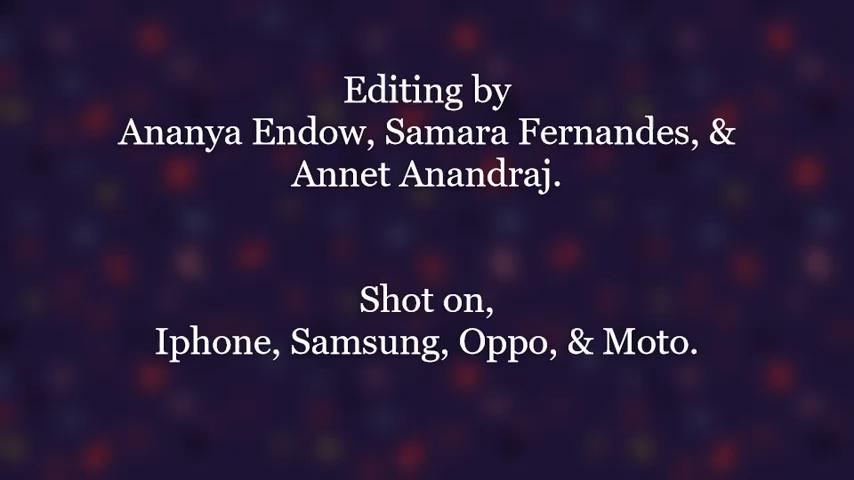 Editing by
Ananya Endow, Samara Fernandes, &
Annet Anandraj.
Shot on,
Iphone, Samsung, Oppo, & Moto.